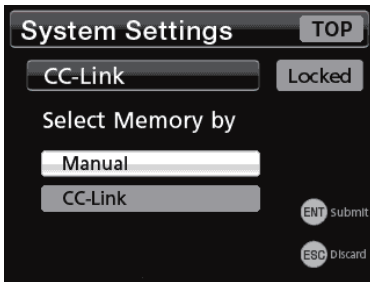 System Settings TOP
CC-Link Locked
Select Memory by
Manual
CC-Link
ENT Submit
ESC Discard